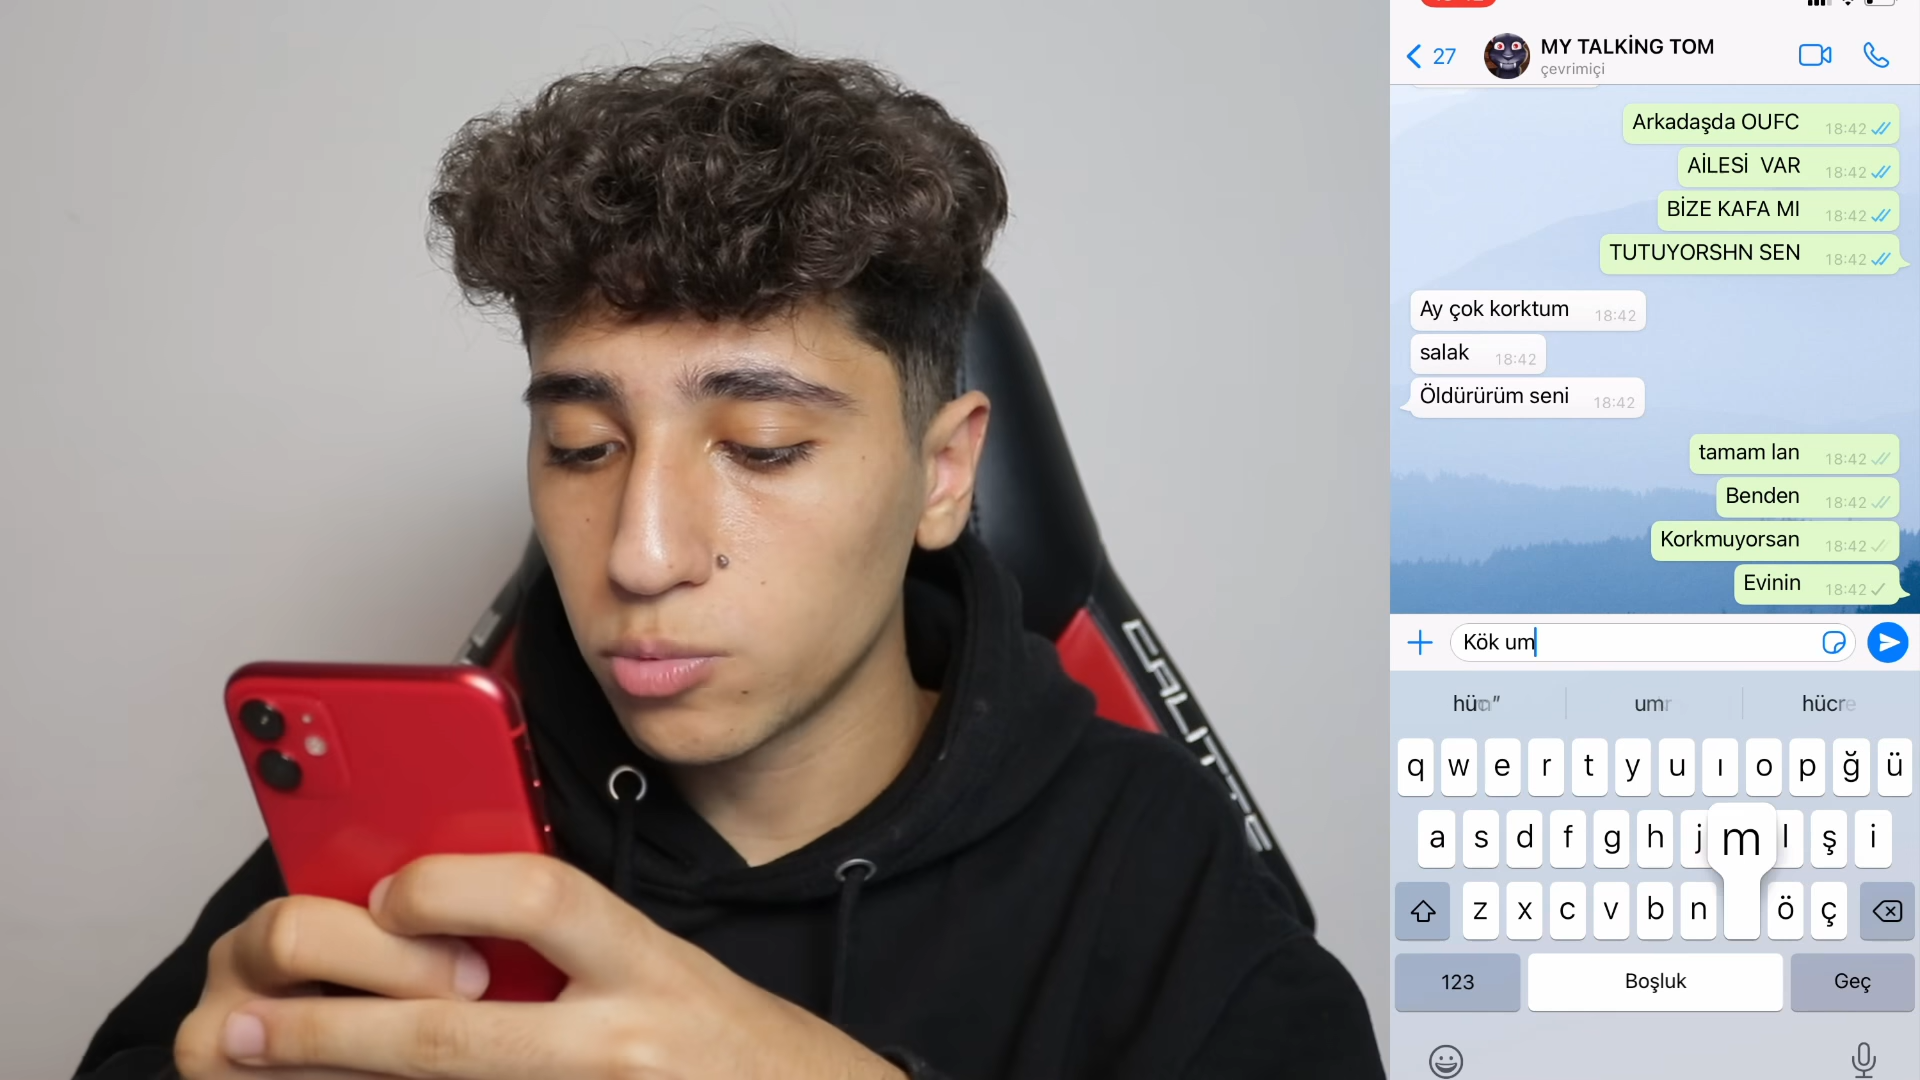 27
MY TALKİNG TOM
çevrimiçi
Arkadaşda OUFC 18:42
AİLESİ VAR 18:42
BİZE KAFA MI 18:42
TUTUYORSHN SEN 18:42
Ay çok korktum 18:42
salak 18:42
Öldürürüm seni 18:42
tamam lan 18:42
Benden 18:42
Korkmuyorsan 18:42
Evinin 18:42
Kök um
q w e r t y u ı o p ğ ü
a s d f g h j m l ş i
z x c v b n ö ç
123 Boşluk Geç